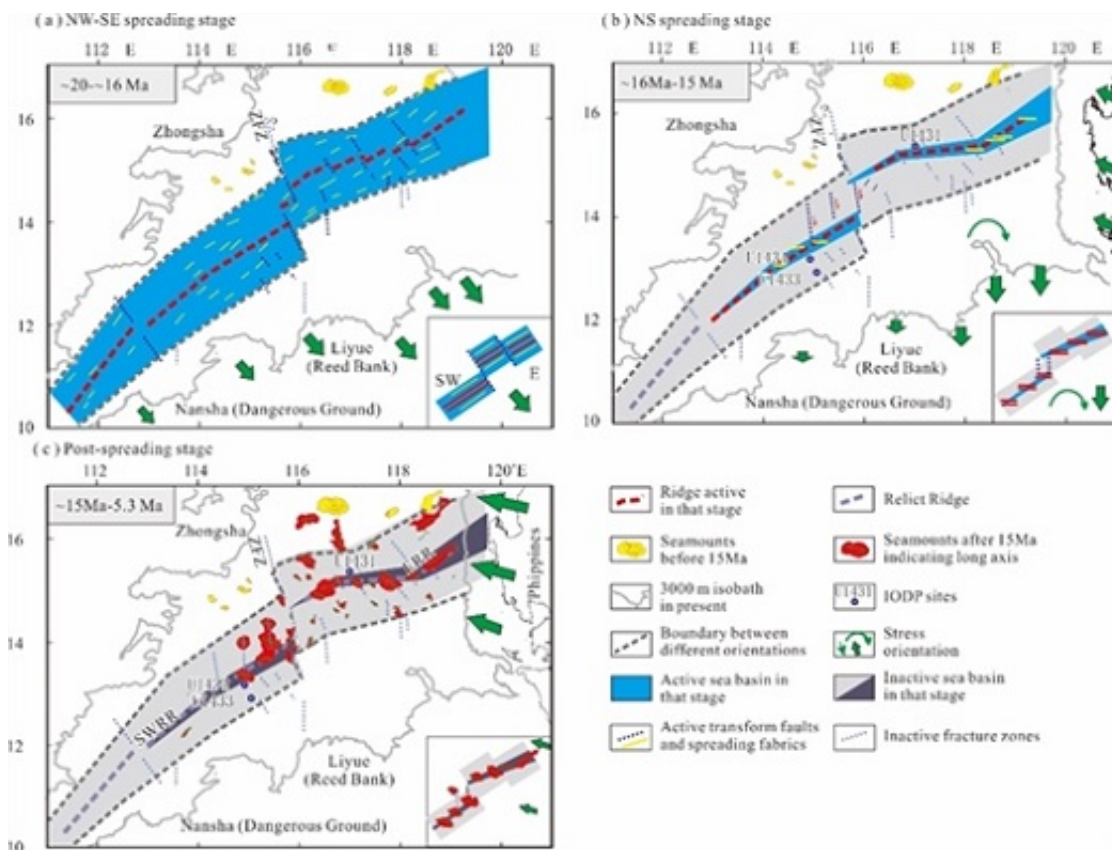 (a) NW-SE spreading stage
112 E 114 E 116 E 118 E 120 E
~20-~16 Ma
16
Zhongsha
ZYZ
14
12
Liyue
(Reed Bank)
SW E
Nansha (Dangerous Ground)
10
(b) NS spreading stage
112 E 114 E 116 E 118 E 120 E
~16Ma-15 Ma
16
Zhongsha
ZYZ
U1431
14
U1433
12
Liyue
(Reed Bank)
Nansha (Dangerous Ground)
10
(c) Post-spreading stage
112 114 116 118 120°E
~15Ma-5.3 Ma
Zhongsha
16
ZYZ
U1431
ERR
Phippines
14
U1433
SWRR
12
Liyue
(Reed Bank)
Nansha (Dangerous Ground)
10
Ridge active
in that stage
Relict Ridge
Seamounts
before 15Ma
Seamounts after 15Ma
indicating long axis
3000 m isobath
in present
U1431
IODP sites
Boundary between
different orientations
Stress
orientation
Active sea basin in
that stage
Inactive sea basin
in that stage
Active transform faults
and spreading fabrics
Inactive fracture zones